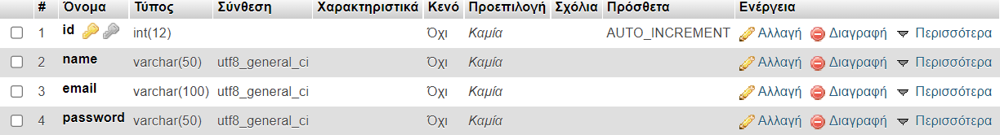 # Όνομα Τύπος Σύνθεση Χαρακτηριστικά Κενό Προεπιλογή Σχόλια Πρόσθετα Ενέργεια
1 id int(12) Όχι Καμία AUTO_INCREMENT Αλλαγή Διαγραφή Περισσότερα
2 name varchar(50) utf8_general_ci Όχι Καμία Αλλαγή Διαγραφή Περισσότερα
3 email varchar(100) utf8_general_ci Όχι Καμία Αλλαγή Διαγραφή Περισσότερα
4 password varchar(50) utf8_general_ci Όχι Καμία Αλλαγή Διαγραφή Περισσότερα